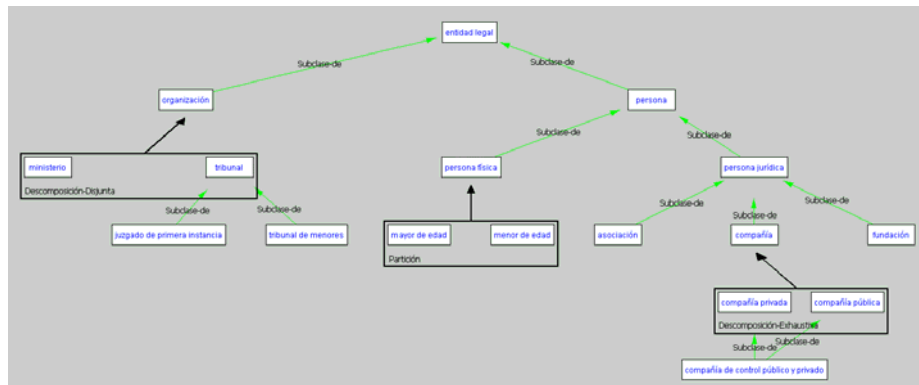 entidad legal
Subclase-de
Subclase-de
organización
persona
Subclase-de
Subclase-de
ministerio
tribunal
Descomposición-Disjunta
persona física
persona jurídica
Subclase-de
Subclase-de
Subclase-de
Subclase-de
Subclase-de
juzgado de primera instancia
tribunal de menores
mayor de edad
menor de edad
Partición
asociación
compañía
fundación
compañía privada
compañía pública
Descomposición-Exhaustiva
Subclase-de
Subclase-de
compañía de control público y privado